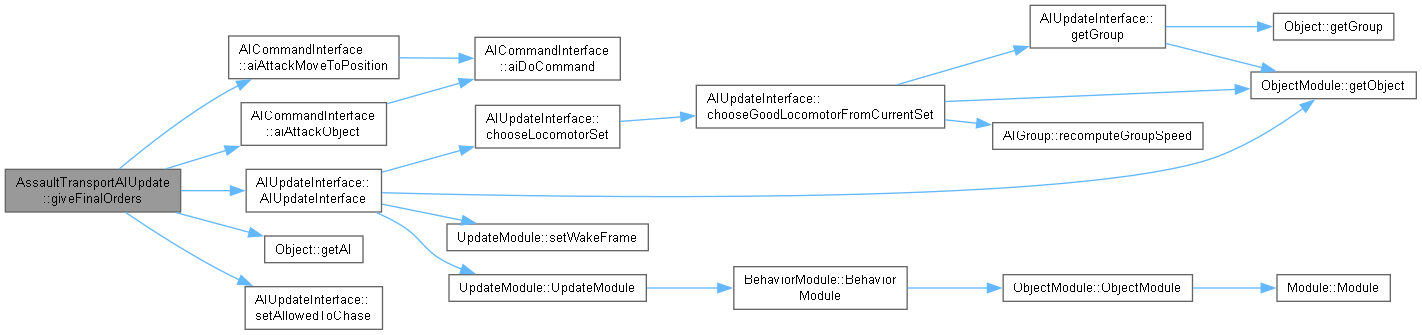 AssaultTransportAIUpdate
::giveFinalOrders
AICommandInterface
::aiAttackMoveToPosition
AICommandInterface
::aiAttackObject
AIUpdateInterface::
AIUpdateInterface
Object::getAI
AIUpdateInterface::
setAllowedToChase
AICommandInterface
::aiDoCommand
AIUpdateInterface::
chooseLocomotorSet
UpdateModule::setWakeFrame
UpdateModule::UpdateModule
AIUpdateInterface::
chooseGoodLocomotorFromCurrentSet
BehaviorModule::Behavior
Module
AIUpdateInterface::
getGroup
AIGroup::recomputeGroupSpeed
ObjectModule::ObjectModule
Object::getGroup
ObjectModule::getObject
Module::Module